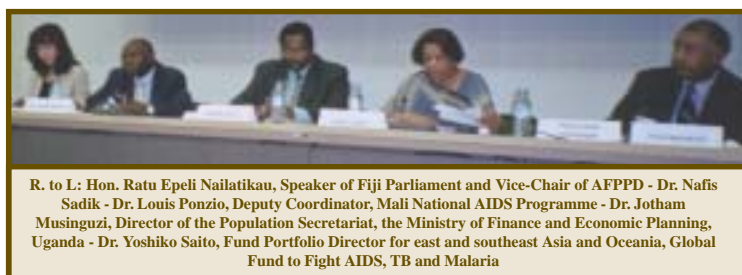 R. to L: Hon. Ratu Epeli Nailatikau, Speaker of Fiji Parliament and Vice-Chair of AFPPD - Dr. Nafis
Sadik - Dr. Louis Ponzio, Deputy Coordinator, Mali National AIDS Programme - Dr. Jotham
Musinguzi, Director of the Population Secretariat, the Ministry of Finance and Economic Planning,
Uganda - Dr. Yoshiko Saito, Fund Portfolio Director for east and southeast Asia and Oceania, Global
Fund to Fight AIDS, TB and Malaria